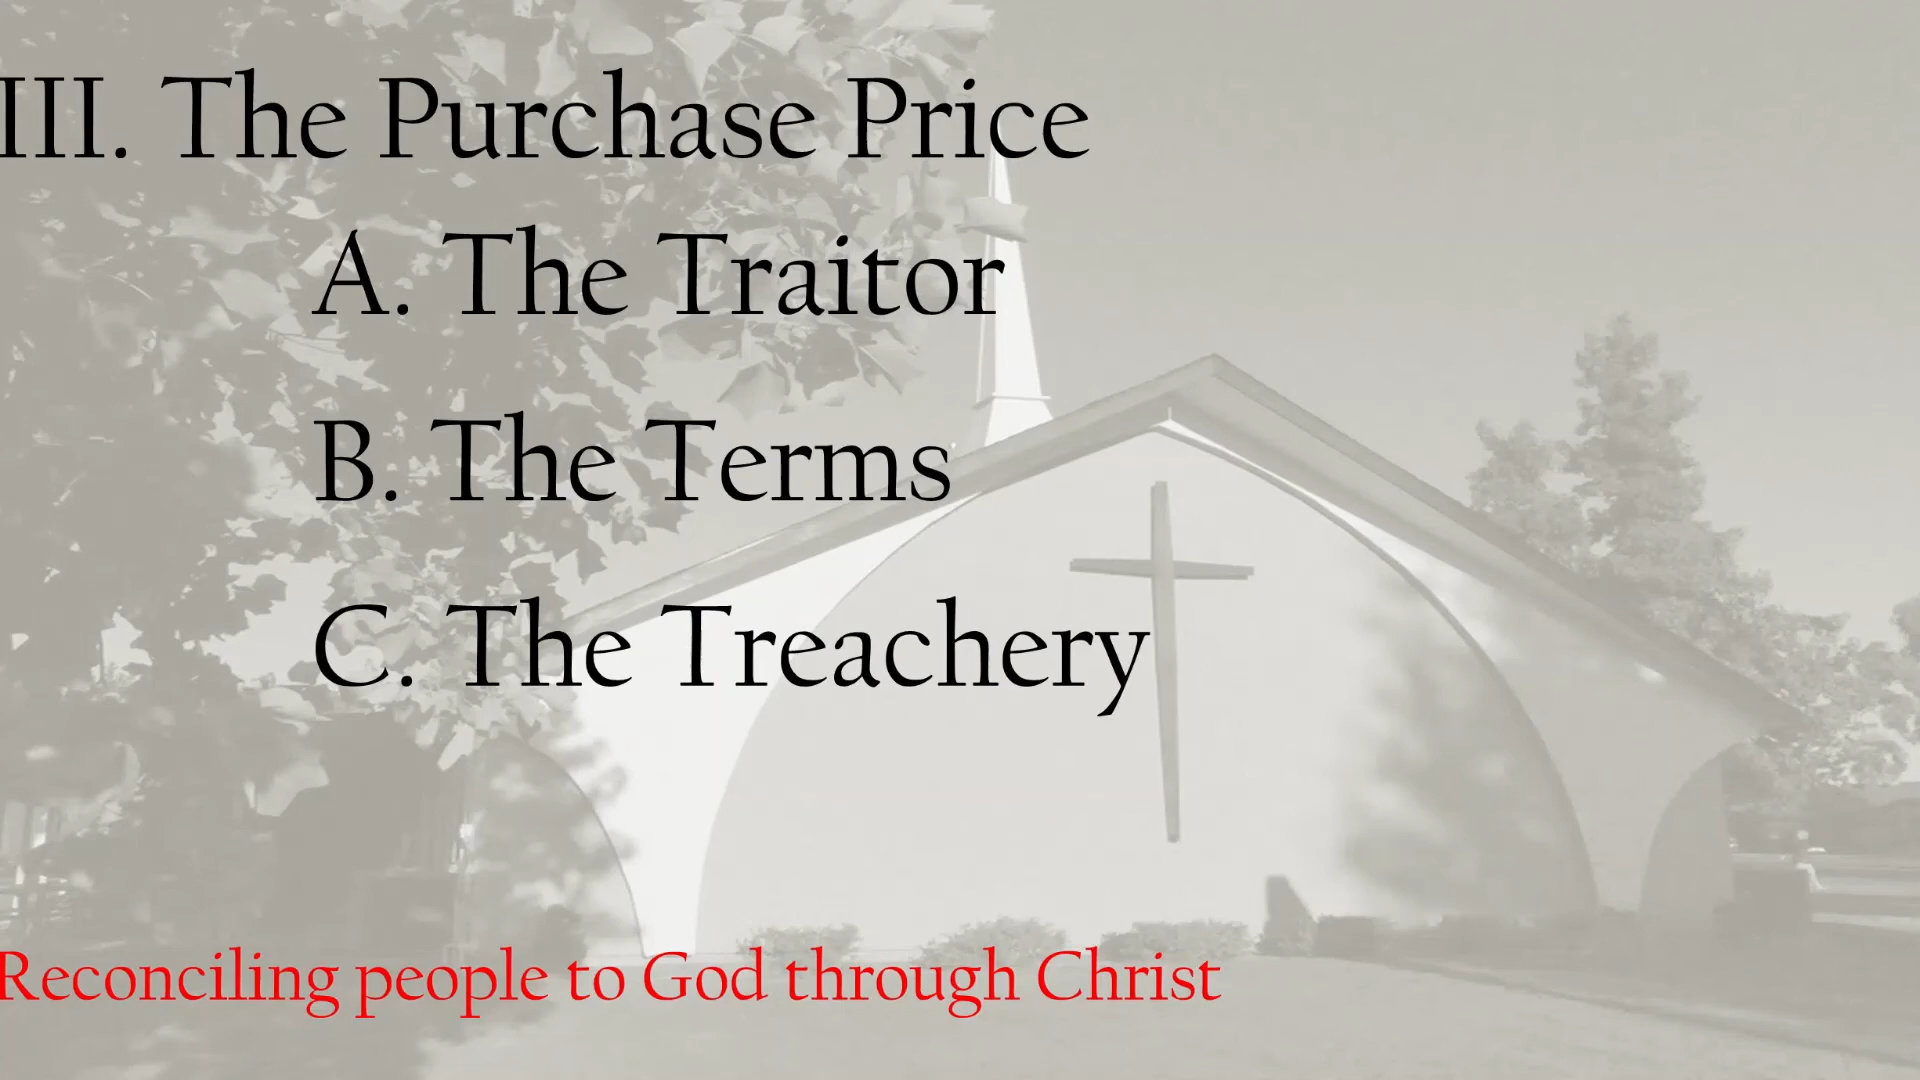 III. The Purchase Price
A. The Traitor
B. The Terms
C. The Treachery
Reconciling people to God through Christ